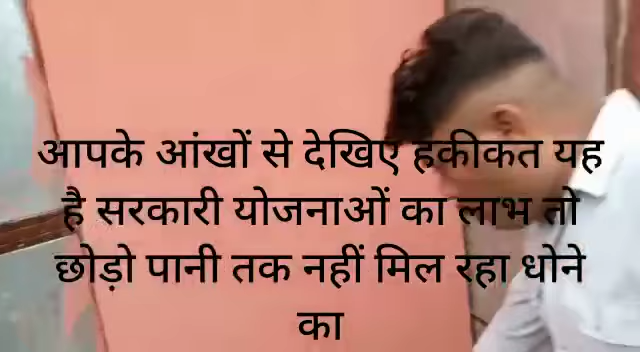 आपके आंखों से देखिए हकीकत यह
है सरकारी योजनाओं का लाभ तो
छोड़ो पानी तक नहीं मिल रहा धोने
का